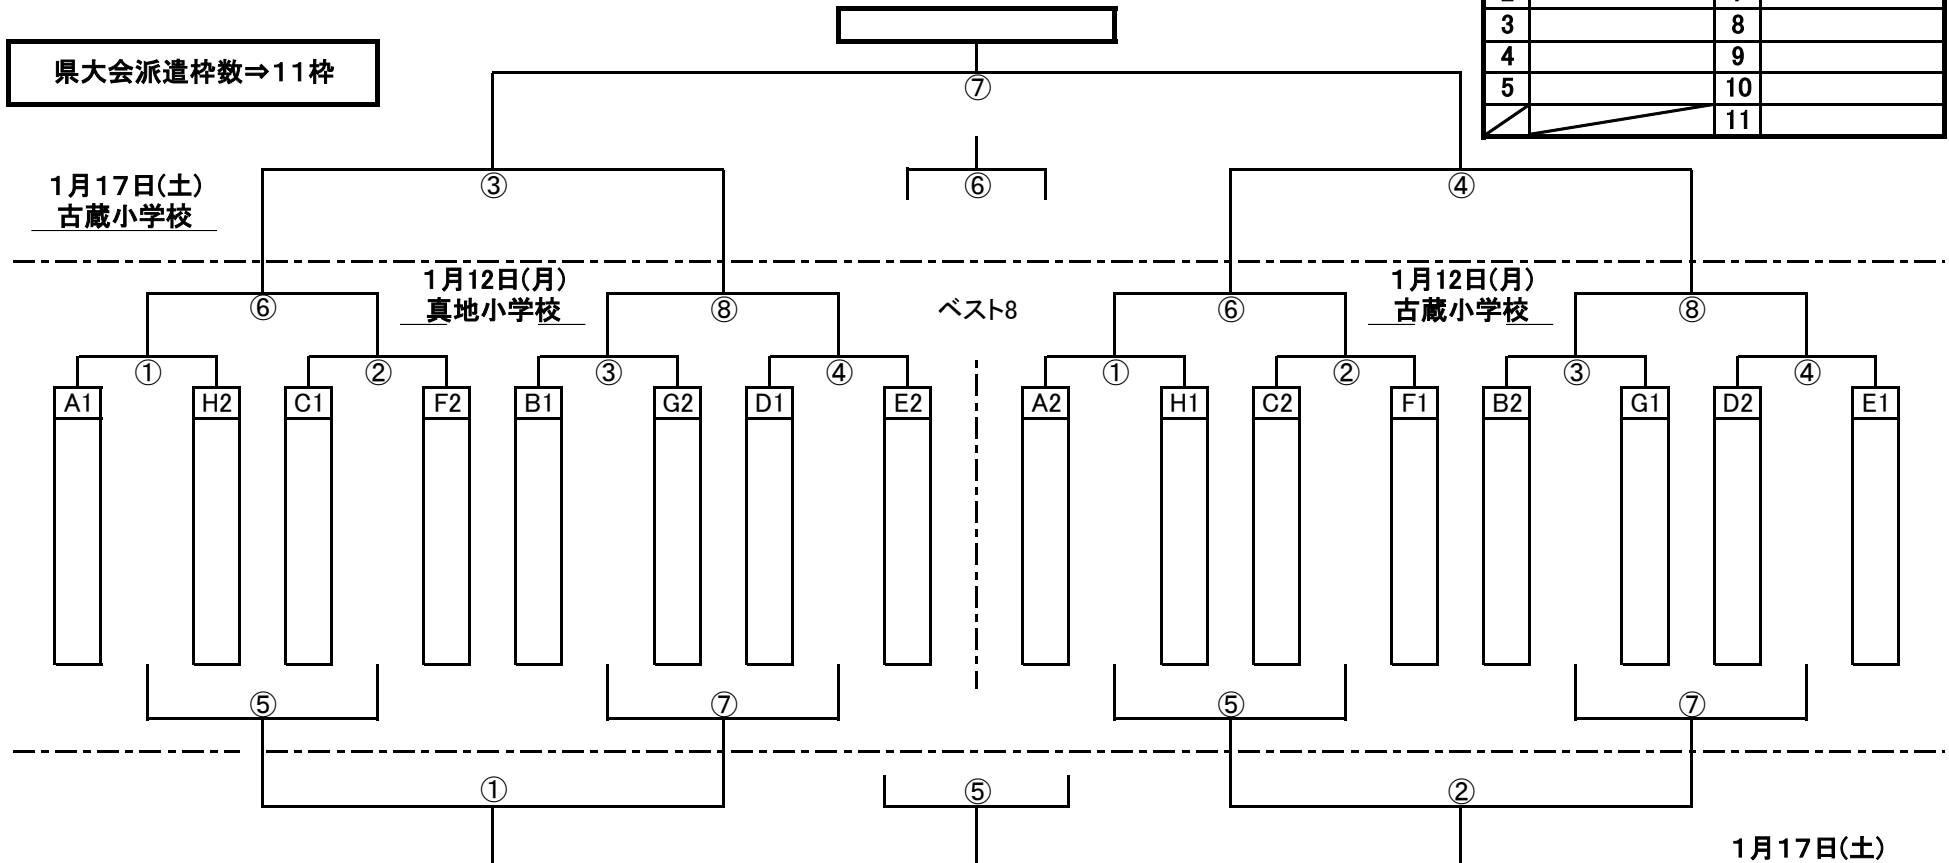 3 8
県大会派遣枠数⇒11枠
4 9
⑦
5 10
11
1月17日(土)
古蔵小学校
③ ⑥ ④
1月12日(月)
真地小学校
1月12日(月)
古蔵小学校
⑥ ⑧ ベスト8 ⑥ ⑧
① ② ③ ④ ① ② ③ ④
A1 H2 C1 F2 B1 G2 D1 E2 A2 H1 C2 F1 B2 G1 D2 E1
⑤ ⑦ ⑤ ⑦
① ⑤ ②
1月17日(土)